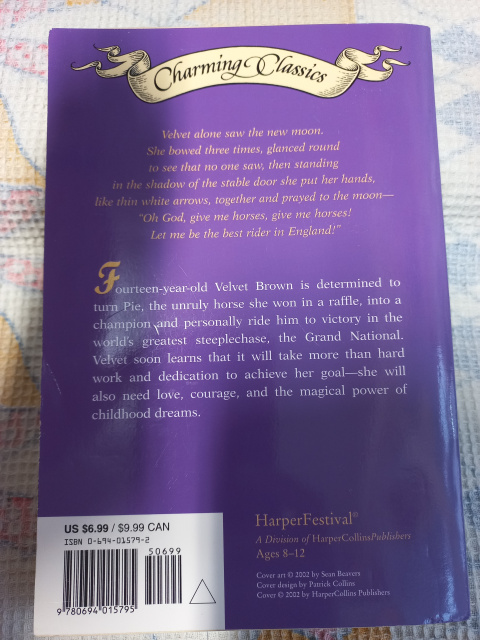 Charming Classics
Velvet alone saw the new moon.
She bowed three times, glanced round
to see that no one saw, then standing
in the shadow of the stable door she put her hands,
like thin white arrows, together and prayed to the moon—
"Oh God, give me horses, give me horses!
Let me be the best rider in England!"
Fourteen-year-old Velvet Brown is determined to
turn Pie, the unruly horse she won in a raffle, into a
champion and personally ride him to victory in the
world's greatest steeplechase, the Grand National.
Velvet soon learns that it will take more than hard
work and dedication to achieve her goal—she will
also need love, courage, and the magical power of
childhood dreams.
US $6.99 / $9.99 CAN
ISBN 0-694-01579-2
50699
9 780694 015795
HarperFestival®
A Division of HarperCollinsPublishers
Ages 8–12
Cover art © 2002 by Sean Beavers
Cover design by Patrick Collins
Cover © 2002 by HarperCollins Publishers